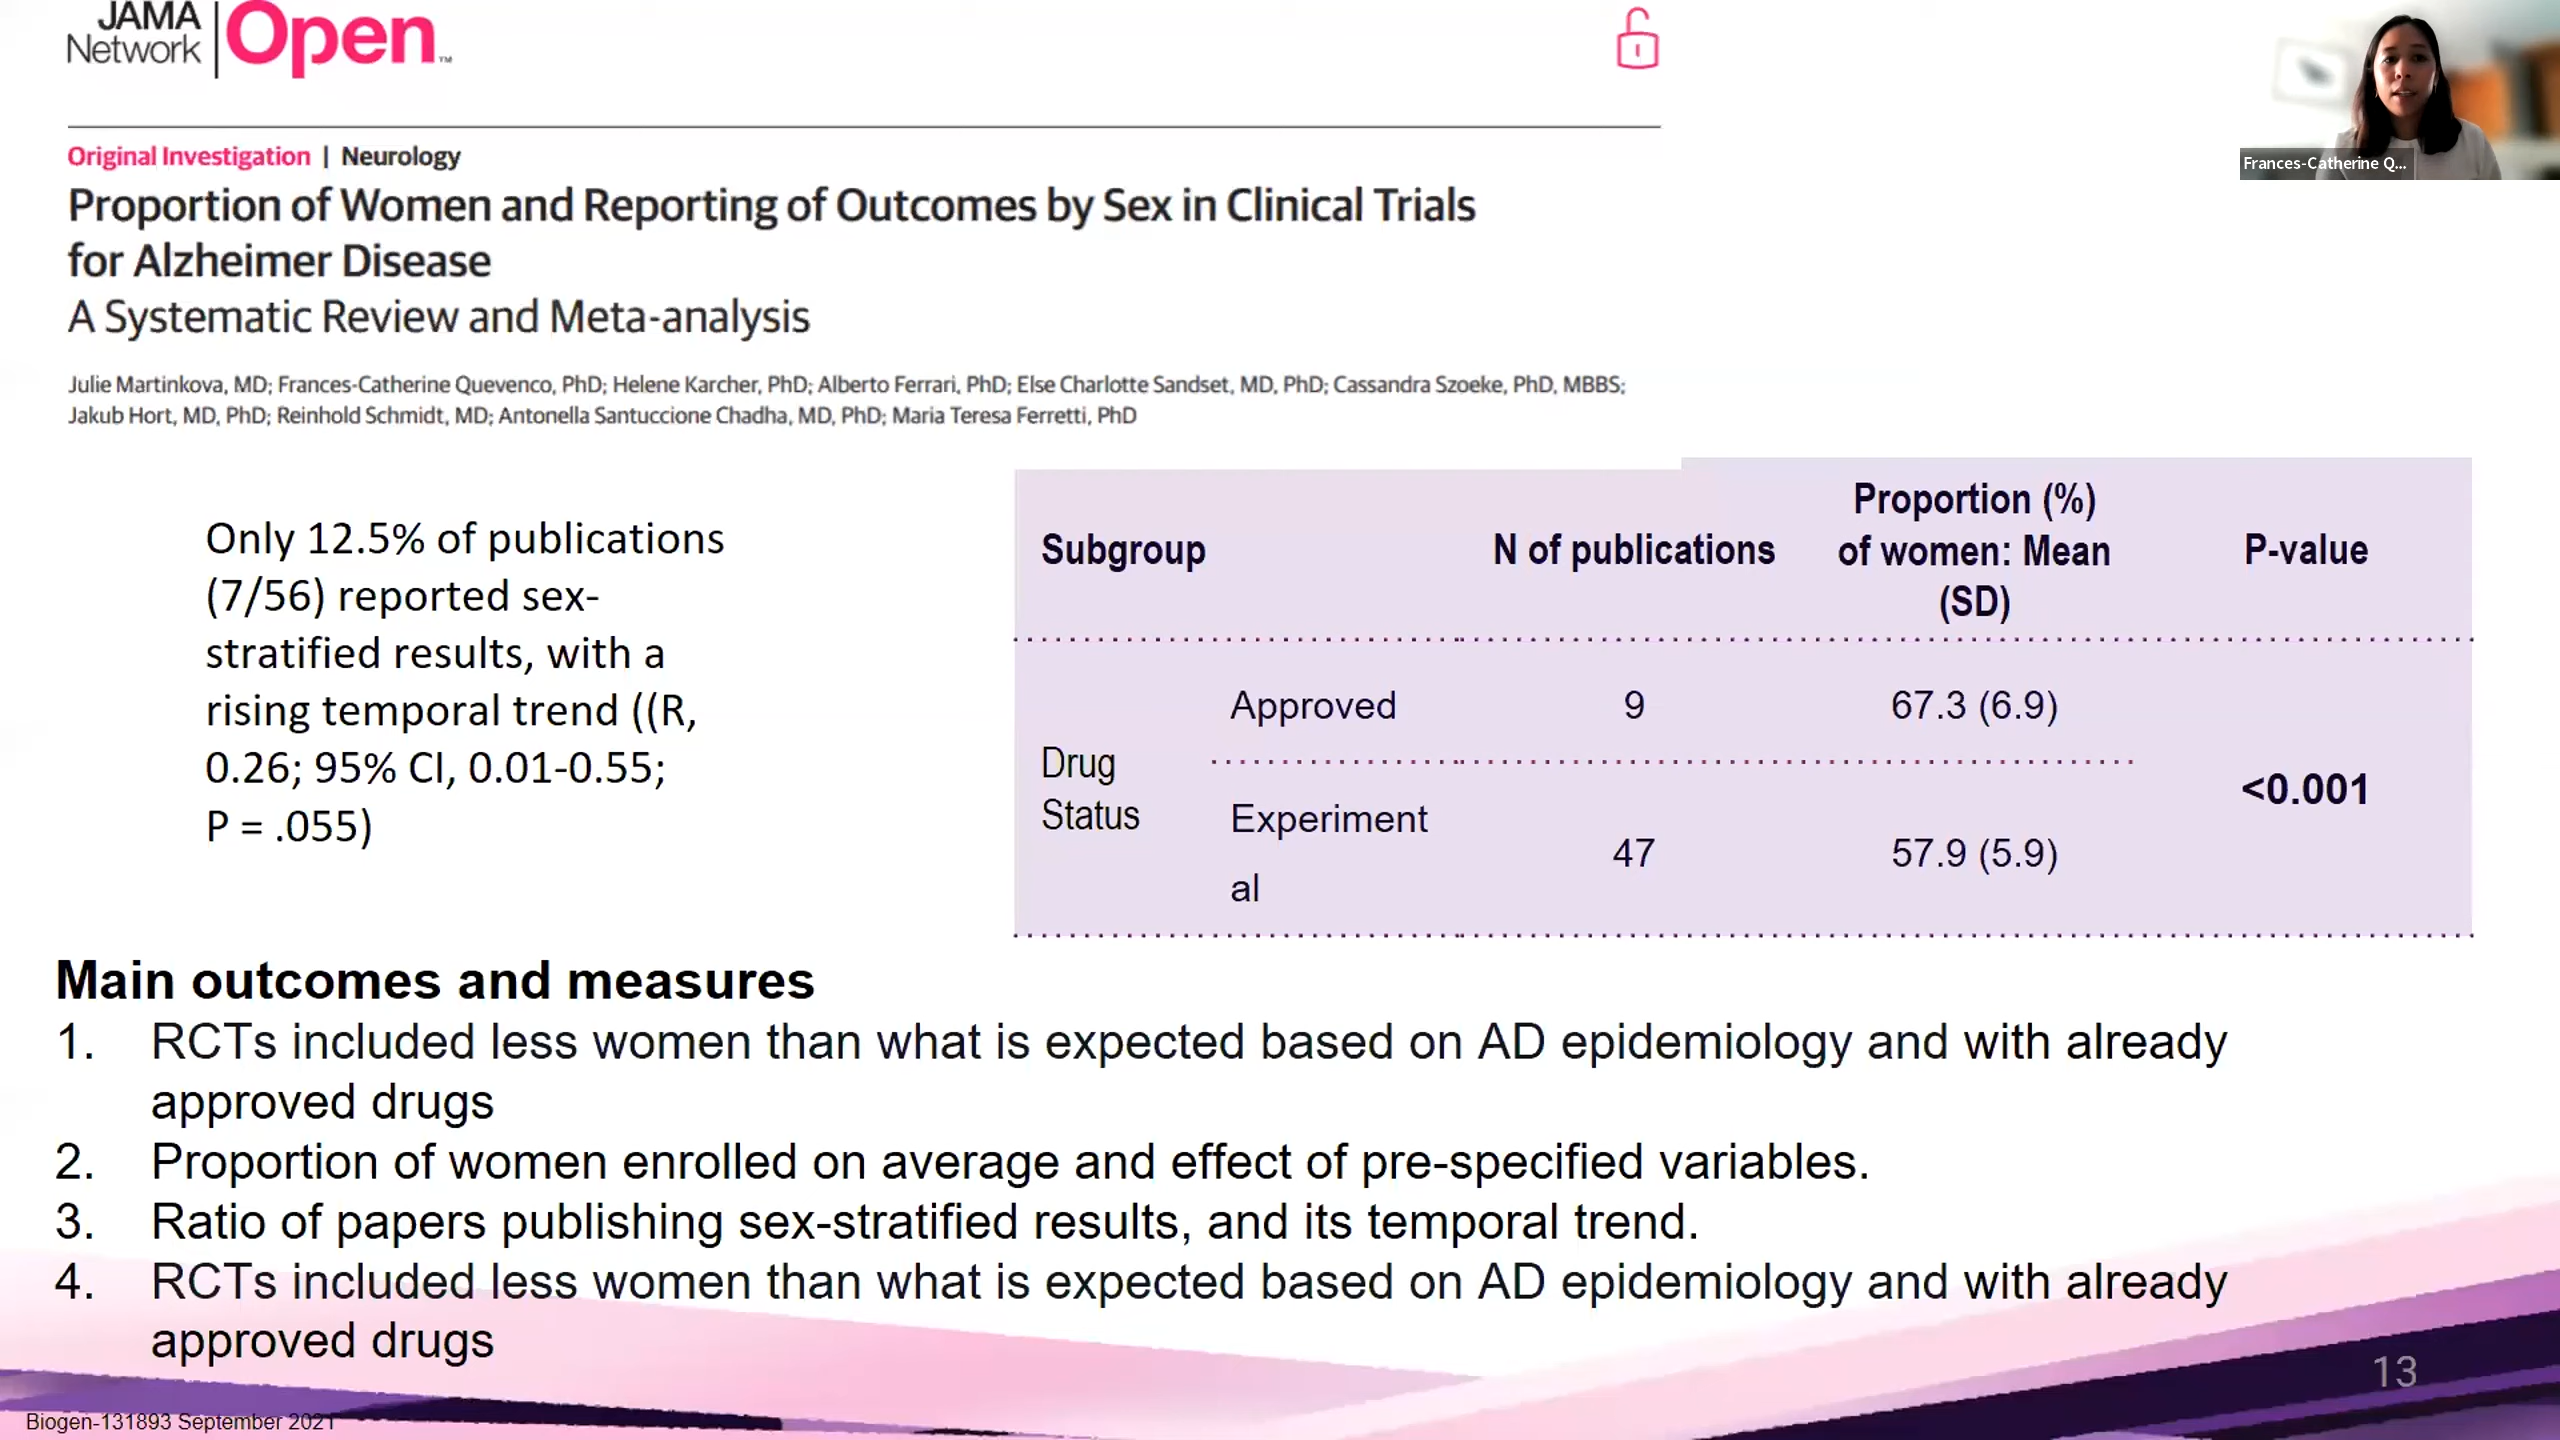 JAMA
Network
Open™
Original Investigation | Neurology
Proportion of Women and Reporting of Outcomes by Sex in Clinical Trials
for Alzheimer Disease
A Systematic Review and Meta-analysis
Julie Martinkova, MD; Frances-Catherine Quevenco, PhD; Helene Karcher, PhD; Alberto Ferrari, PhD; Else Charlotte Sandset, MD, PhD; Cassandra Szoeke, PhD, MBBS;
Jakub Hort, MD, PhD; Reinhold Schmidt, MD; Antonella Santuccione Chadha, MD, PhD; Maria Teresa Ferretti, PhD
Frances-Catherine Q...
Only 12.5% of publications
(7/56) reported sex-
stratified results, with a
rising temporal trend ((R,
0.26; 95% CI, 0.01-0.55;
P = .055)
Subgroup
N of publications
Proportion (%)
of women: Mean
(SD)
P-value
Drug
Status
Approved
9
67.3 (6.9)
Experiment
al
47
57.9 (5.9)
<0.001
Main outcomes and measures
1. RCTs included less women than what is expected based on AD epidemiology and with already
approved drugs
2. Proportion of women enrolled on average and effect of pre-specified variables.
3. Ratio of papers publishing sex-stratified results, and its temporal trend.
4. RCTs included less women than what is expected based on AD epidemiology and with already
approved drugs
13
Biogen-131893 September 2021